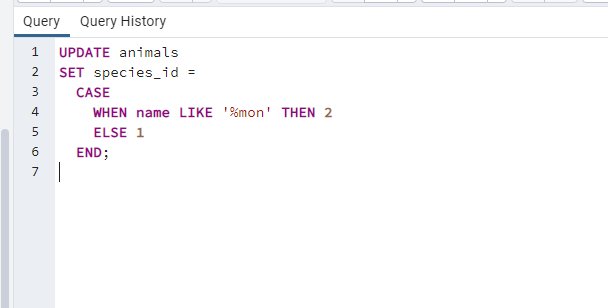 Query Query History
1 UPDATE animals
2 SET species_id =
3 CASE
4 WHEN name LIKE '%mon' THEN 2
5 ELSE 1
6 END;
7